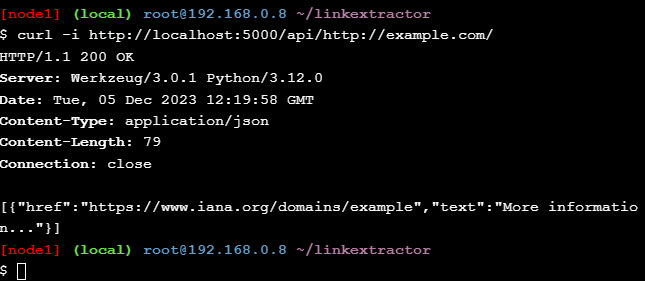 [node1] (local) root@192.168.0.8 ~/linkextractor
$ curl -i http://localhost:5000/api/http://example.com/
HTTP/1.1 200 OK
Server: Werkzeug/3.0.1 Python/3.12.0
Date: Tue, 05 Dec 2023 12:19:58 GMT
Content-Type: application/json
Content-Length: 79
Connection: close

[{"href":"https://www.iana.org/domains/example","text":"More informatio
n..."}]
[node1] (local) root@192.168.0.8 ~/linkextractor
$